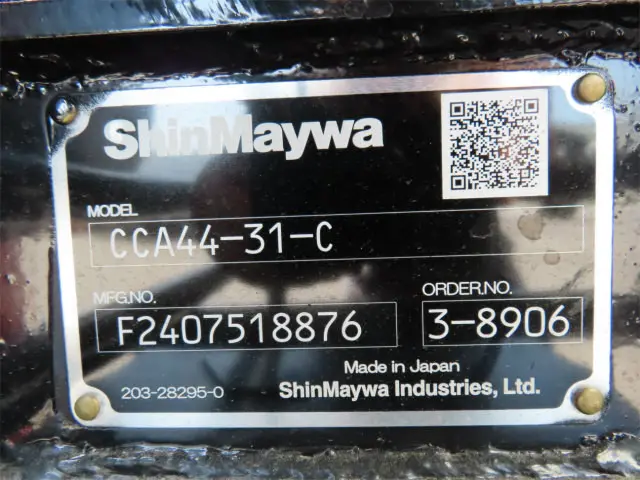 ShinMaywa
MODEL
CCA44-31-C
MFG.NO. ORDER.NO.
F2407518876 3-8906
Made in Japan
203-28295-0 ShinMaywa Industries, Ltd.